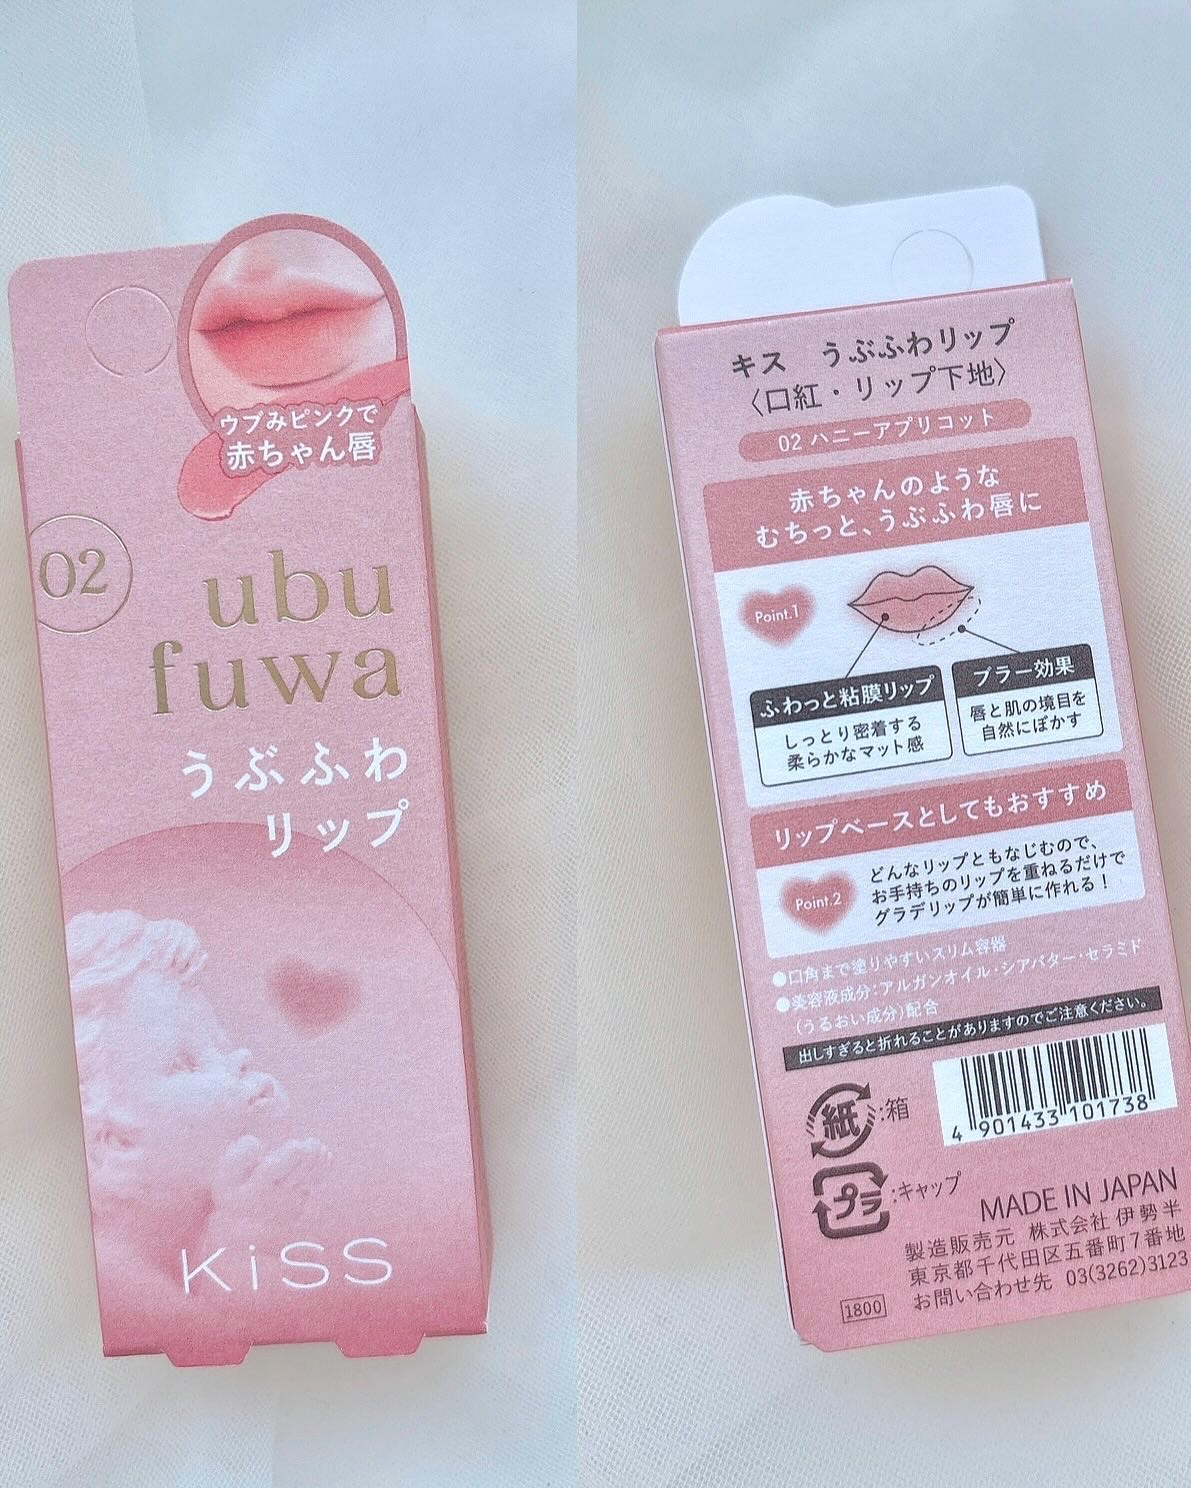 ウブみピンクで
赤ちゃん唇
02
ubu
fuwa
うぶふわ
リップ
KiSS
キス うぶふわリップ
〈口紅・リップ下地〉
02 ハニーアプリコット
赤ちゃんのような
むちっと、うぶふわ唇に
Point.1
ふわっと粘膜リップ
しっとり密着する
柔らかなマット感
ブラー効果
唇と肌の境目を
自然にぼかす
リップベースとしてもおすすめ
Point.2
どんなリップともなじむので、
お手持ちのリップを重ねるだけで
グラデリップが簡単に作れる!
●口角まで塗りやすいスリム容器
●美容液成分:アルガンオイル・シアバター・セラミド
(うるおい成分)配合
出しすぎると折れることがありますのでご注意ください。
紙:箱
プラ:キャップ
4 901433 101738
MADE IN JAPAN
製造販売元 株式会社 伊勢半
東京都千代田区五番町7番地
お問い合わせ先 03(3262)3123
1800